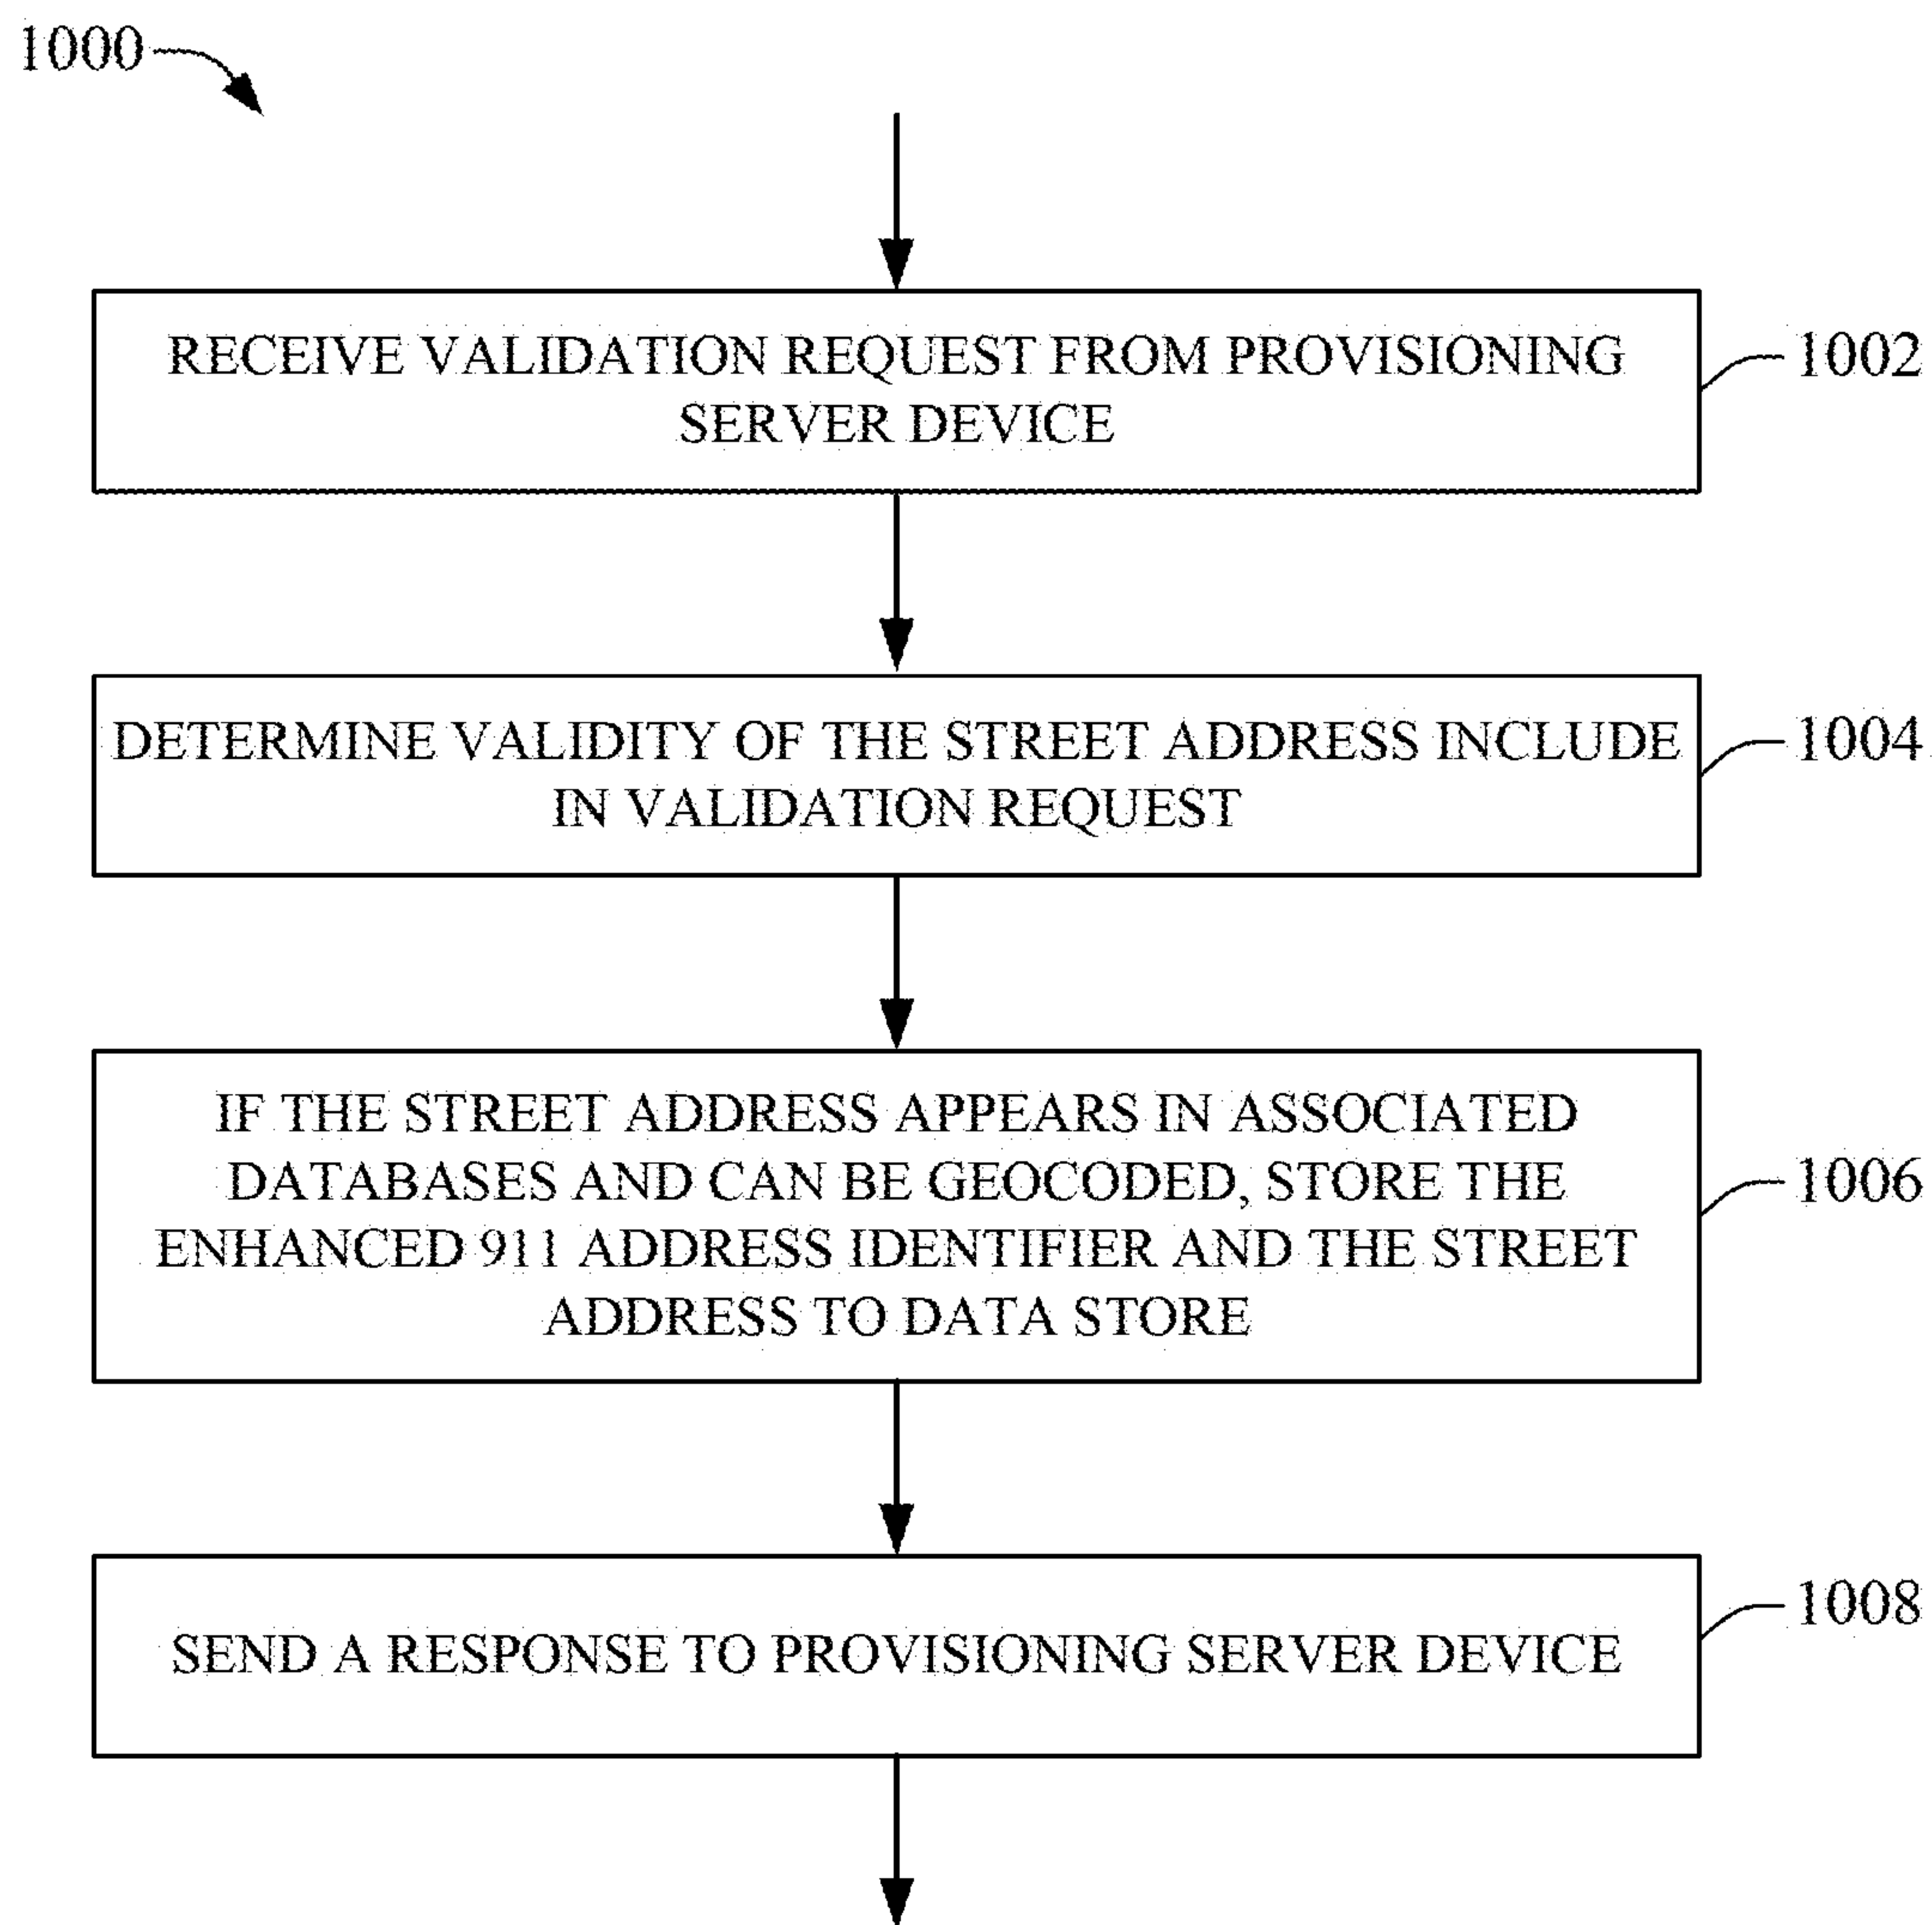 1000
RECEIVE VALIDATION REQUEST FROM PROVISIONING
SERVER DEVICE
1002
DETERMINE VALIDITY OF THE STREET ADDRESS INCLUDE
IN VALIDATION REQUEST
1004
IF THE STREET ADDRESS APPEARS IN ASSOCIATED
DATABASES AND CAN BE GEOCODED, STORE THE
ENHANCED 911 ADDRESS IDENTIFIER AND THE STREET
ADDRESS TO DATA STORE
1006
SEND A RESPONSE TO PROVISIONING SERVER DEVICE
1008